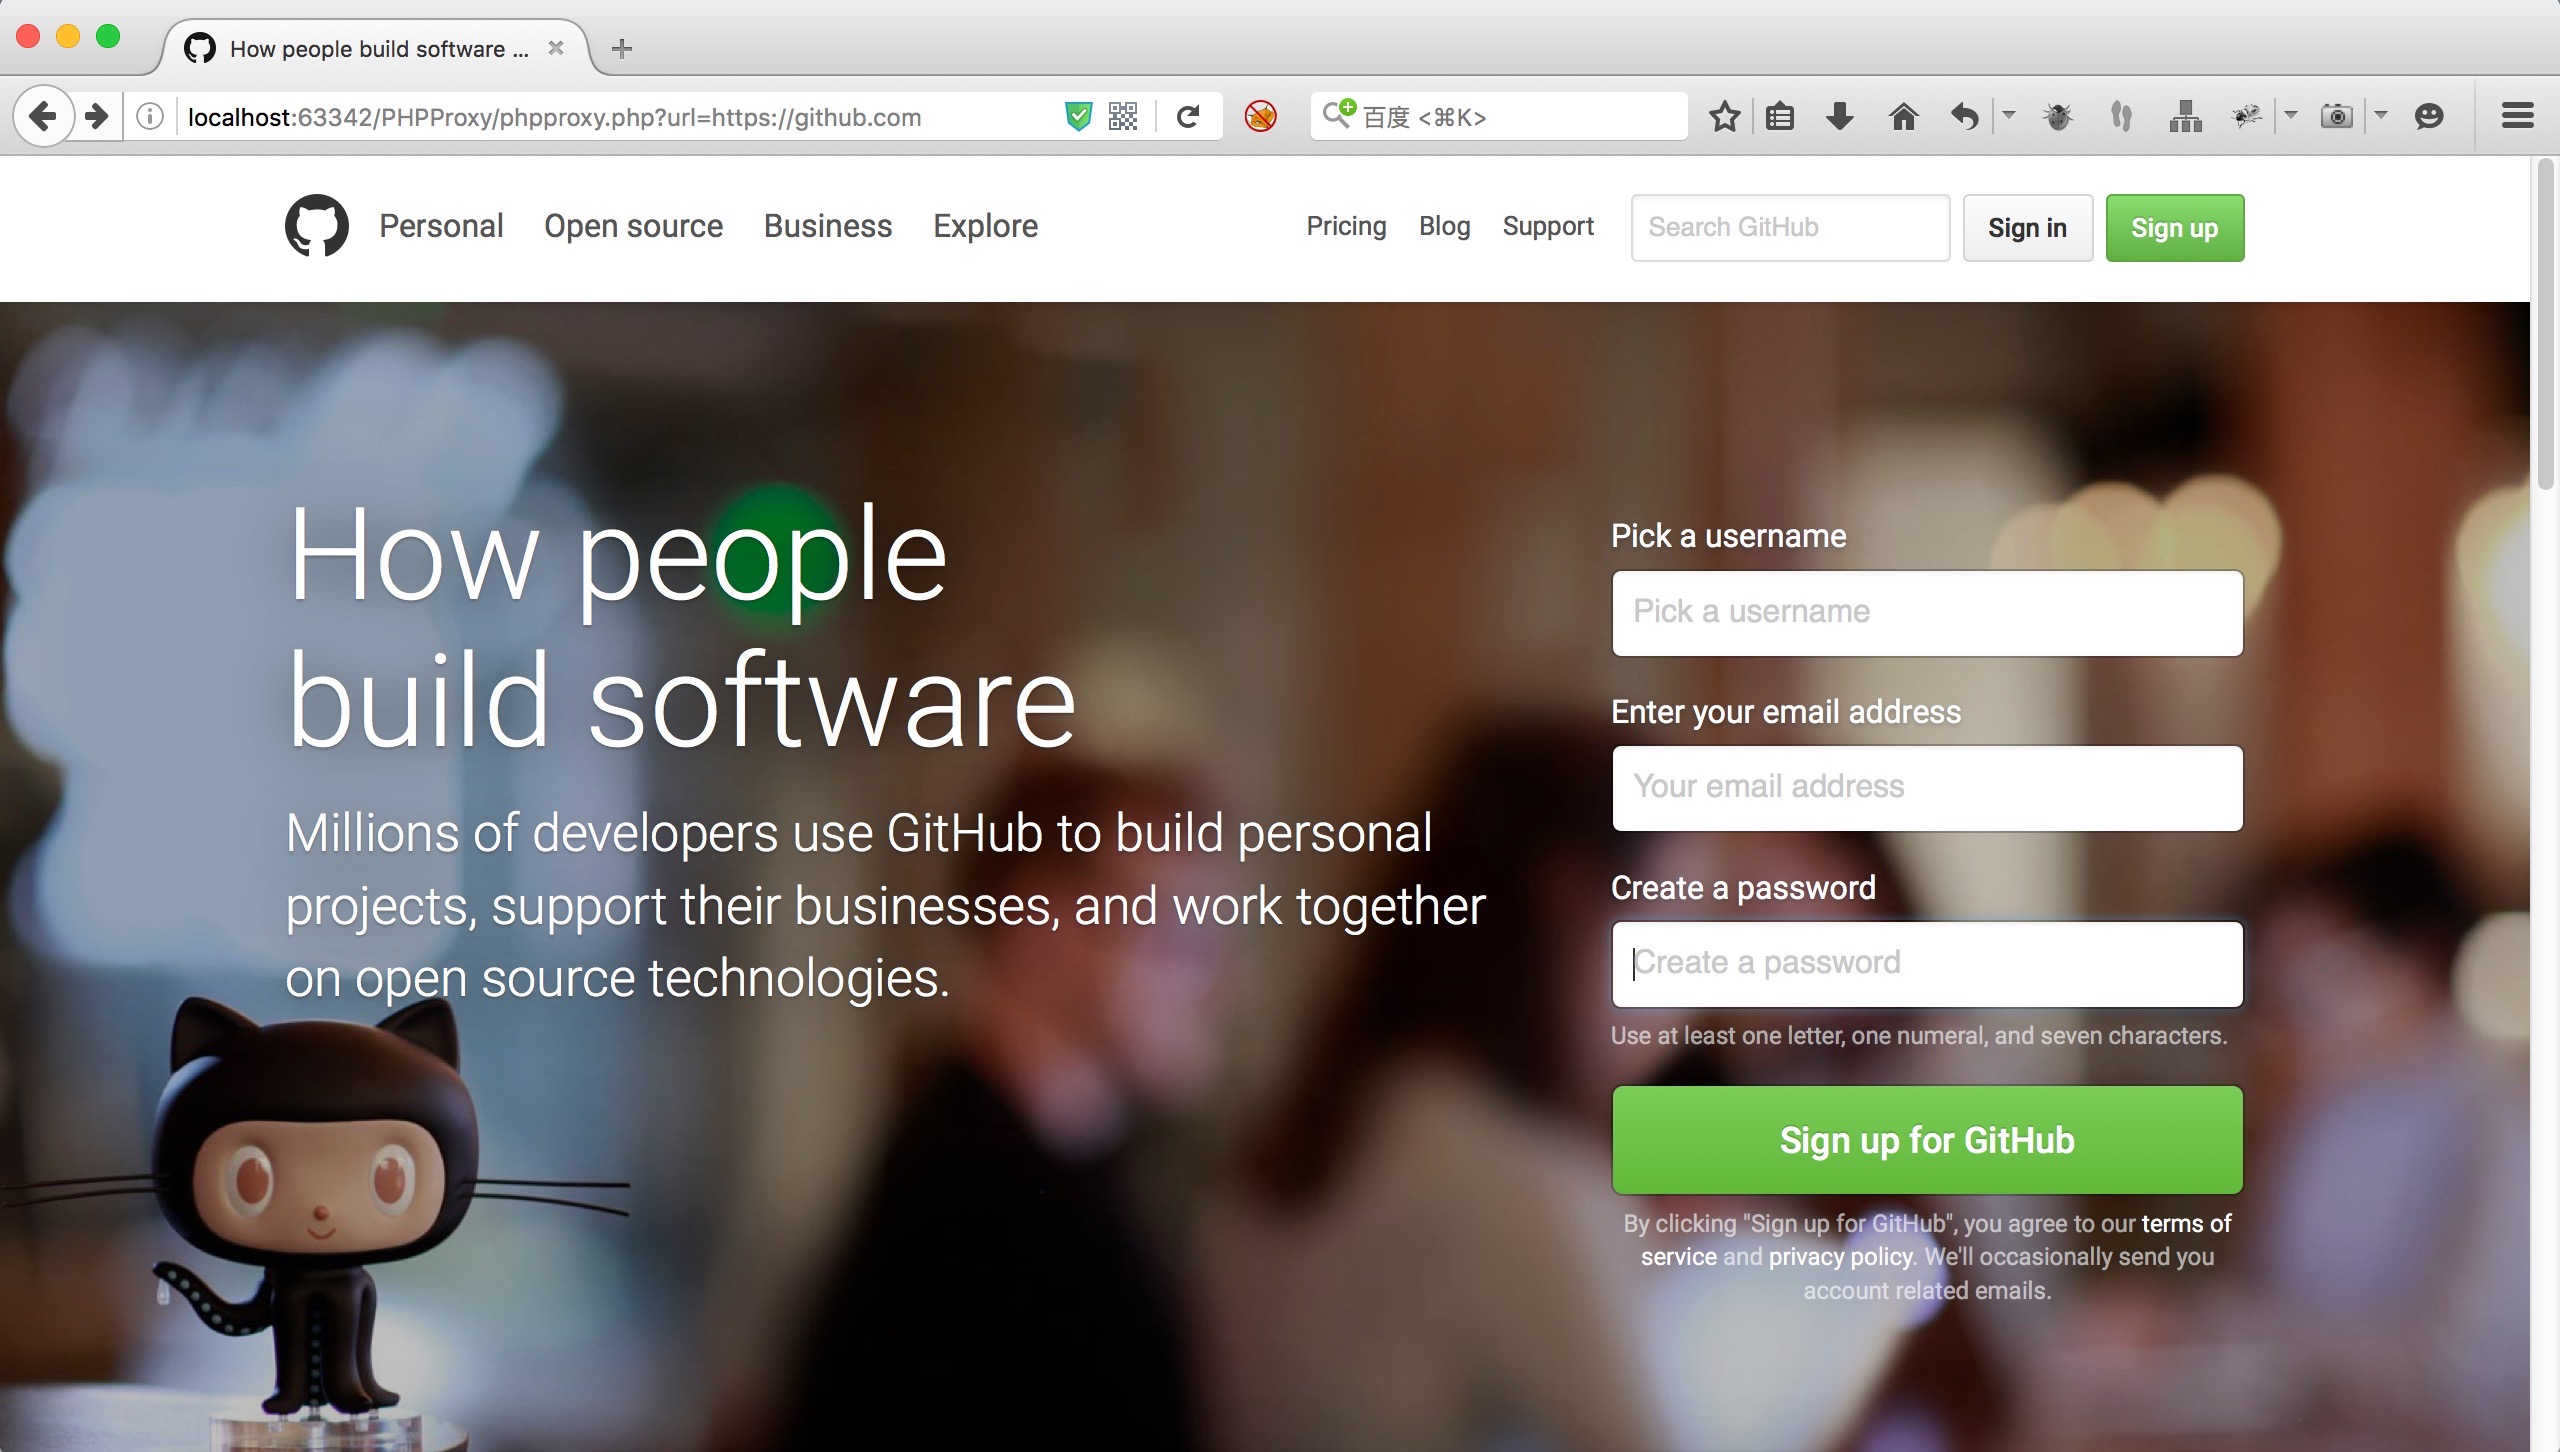 How people build software ...
localhost:63342/PHPProxy/phpproxy.php?url=https://github.com
百度 <⌘K>
Personal Open source Business Explore Pricing Blog Support Search GitHub Sign in Sign up
How people
build software
Millions of developers use GitHub to build personal
projects, support their businesses, and work together
on open source technologies.
Pick a username
Pick a username
Enter your email address
Your email address
Create a password
Create a password
Use at least one letter, one numeral, and seven characters.
Sign up for GitHub
By clicking "Sign up for GitHub", you agree to our terms of
service and privacy policy. We'll occasionally send you
account related emails.